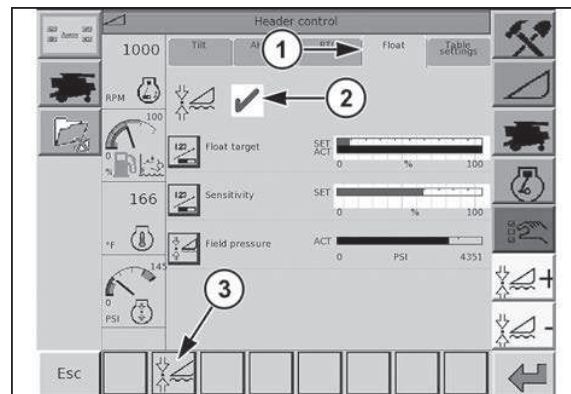 Header control
1000
RPM
Tilt
Float
Table
settings
1
2
100
0
%
Float target
SET
ACT
0 % 100
166
°F
Sensitivity
SET
0 % 100
Field pressure
ACT
0 PSI 4351
145
0
PSI
3
+
-
Esc